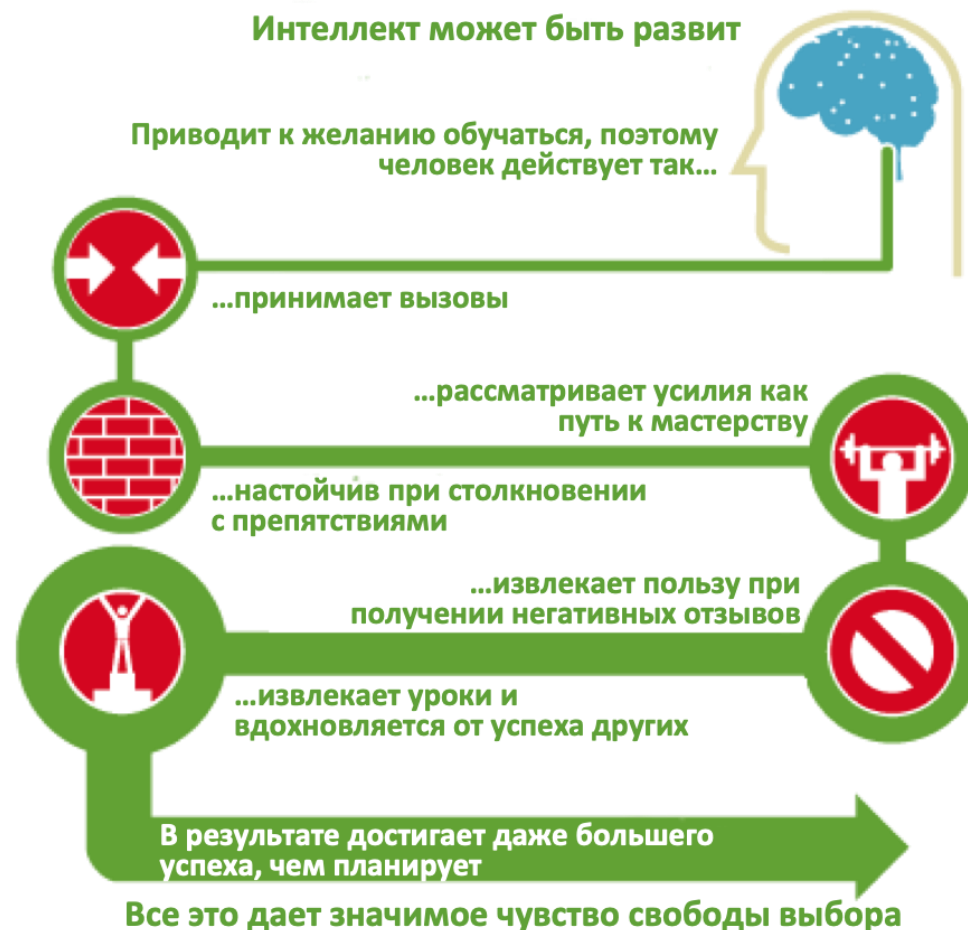 Интеллект может быть развит
Приводит к желанию обучаться, поэтому
человек действует так...
...принимает вызовы
...рассматривает усилия как
путь к мастерству
...настойчив при столкновении
с препятствиями
...извлекает пользу при
получении негативных отзывов
...извлекает уроки и
вдохновляется от успеха других
В результате достигает даже большего
успеха, чем планирует
Все это дает значимое чувство свободы выбора